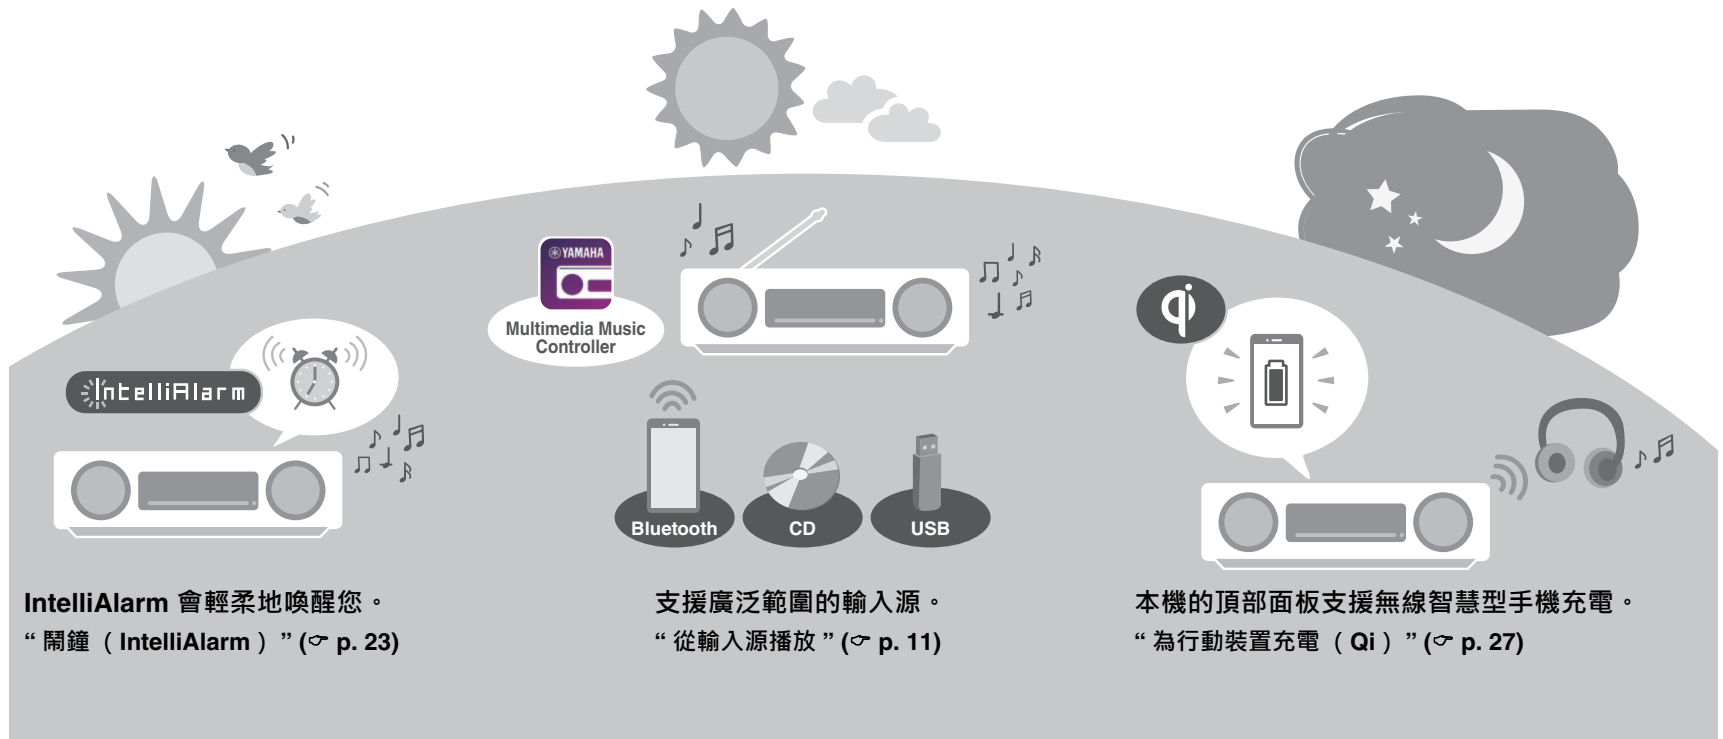 YAMAHA
Multimedia Music
Controller
IntelliAlarm
Qi
Bluetooth
CD
USB
IntelliAlarm 會輕柔地喚醒您。
“ 鬧鐘 （ IntelliAlarm ） ” (☞ p. 23)
支援廣泛範圍的輸入源。
“ 從輸入源播放 ” (☞ p. 11)
本機的頂部面板支援無線智慧型手機充電。
“ 為行動裝置充電 （ Qi ） ” (☞ p. 27)